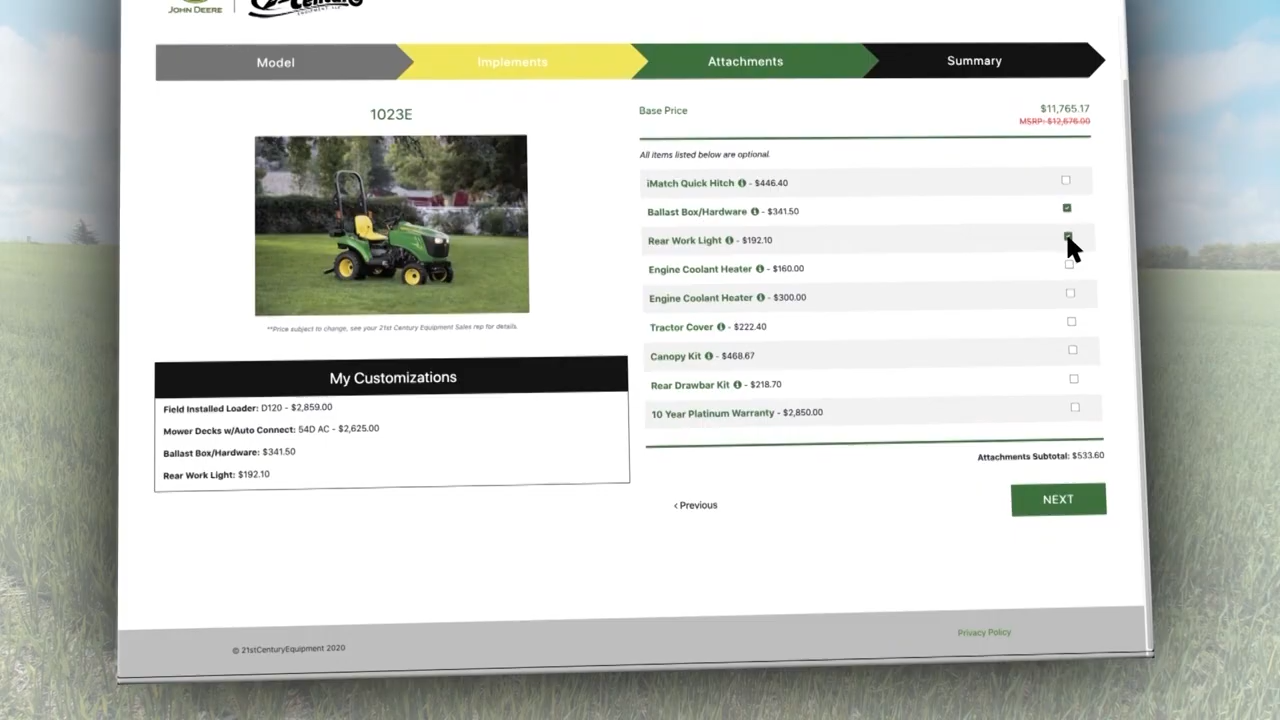 JOHN DEERE
Century
EQUIPMENT, LLC
Model
Implements
Attachments
Summary
1023E
Base Price
$11,765.17
MSRP: $12,676.00
All items listed below are optional.
iMatch Quick Hitch - $446.40
Ballast Box/Hardware - $341.50
Rear Work Light - $192.10
Engine Coolant Heater - $160.00
Engine Coolant Heater - $300.00
Tractor Cover - $222.40
Canopy Kit - $468.67
Rear Drawbar Kit - $218.70
10 Year Platinum Warranty - $2,850.00
Attachments Subtotal: $533.60
**Price subject to change, see your 21st Century Equipment Sales rep for details.
My Customizations
Field Installed Loader: D120 - $2,859.00
Mower Decks w/Auto Connect: 54D AC - $2,625.00
Ballast Box/Hardware: $341.50
Rear Work Light: $192.10
‹ Previous
NEXT
© 21stCenturyEquipment 2020
Privacy Policy